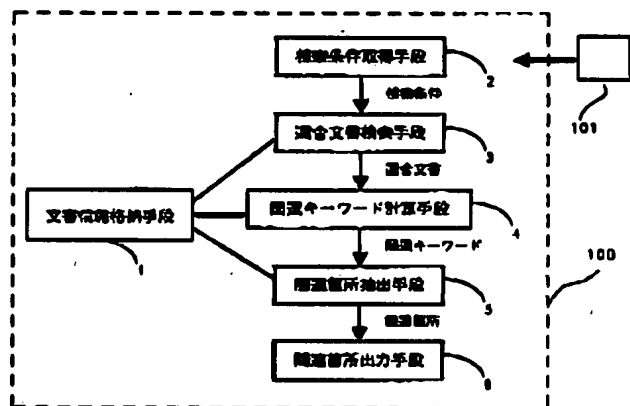 検索条件取得手段
2
検索条件
101
適合文書検索手段
3
適合文書
文書情報格納手段
1
関連キーワード計算手段
4
関連キーワード
100
関連箇所抽出手段
5
関連箇所
関連箇所出力手段
6